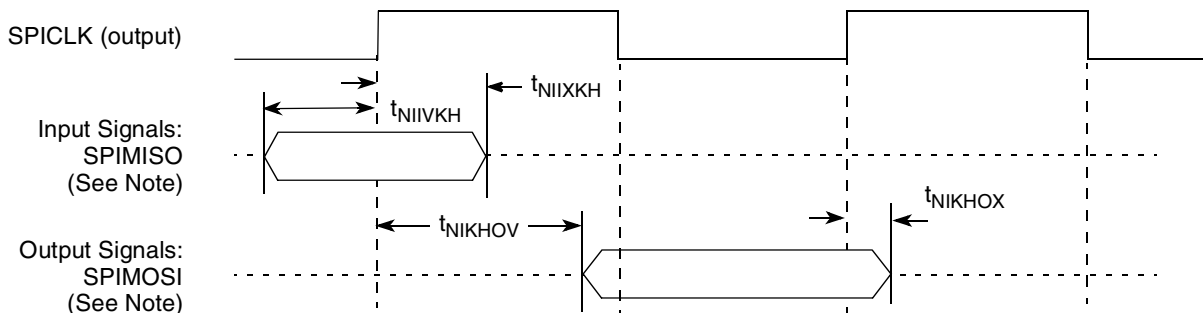 SPICLK (output)
t_NIIXKH
t_NIIVKH
Input Signals:
SPIMISO
(See Note)
t_NIKHOX
t_NIKHOV
Output Signals:
SPIMOSI
(See Note)